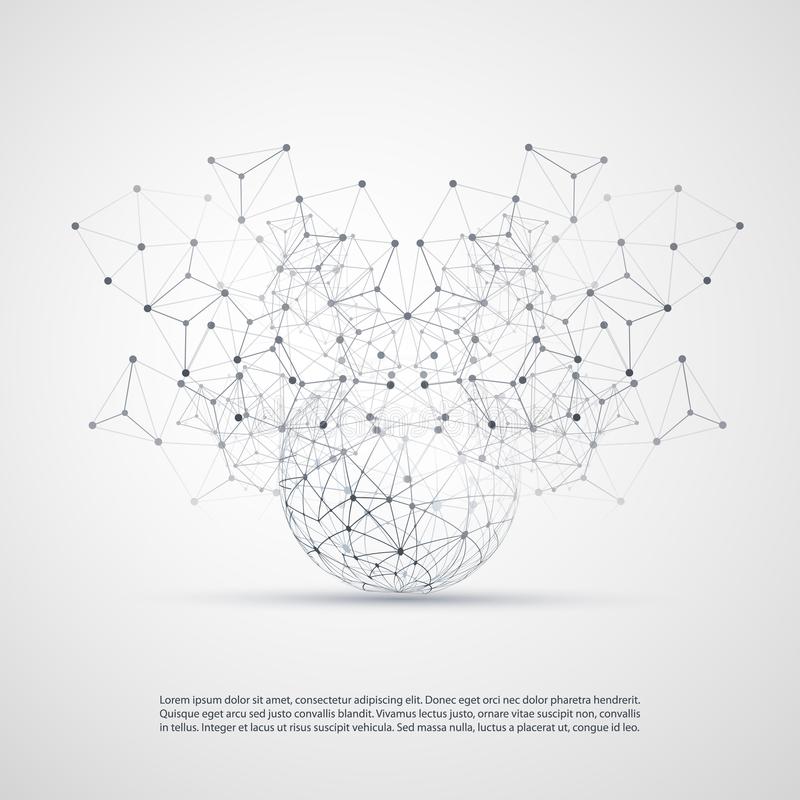 Lorem ipsum dolor sit amet, consectetur adipiscing elit. Donec eget orci nec dolor pharetra hendrerit.
Quisque eget arcu sed justo convallis blandit. Vivamus lectus justo, ornare vitae suscipit non, convallis
in tellus. Integer et lacus ut risus suscipit vehicula. Sed massa nulla, luctus a placerat ut, congue id leo.